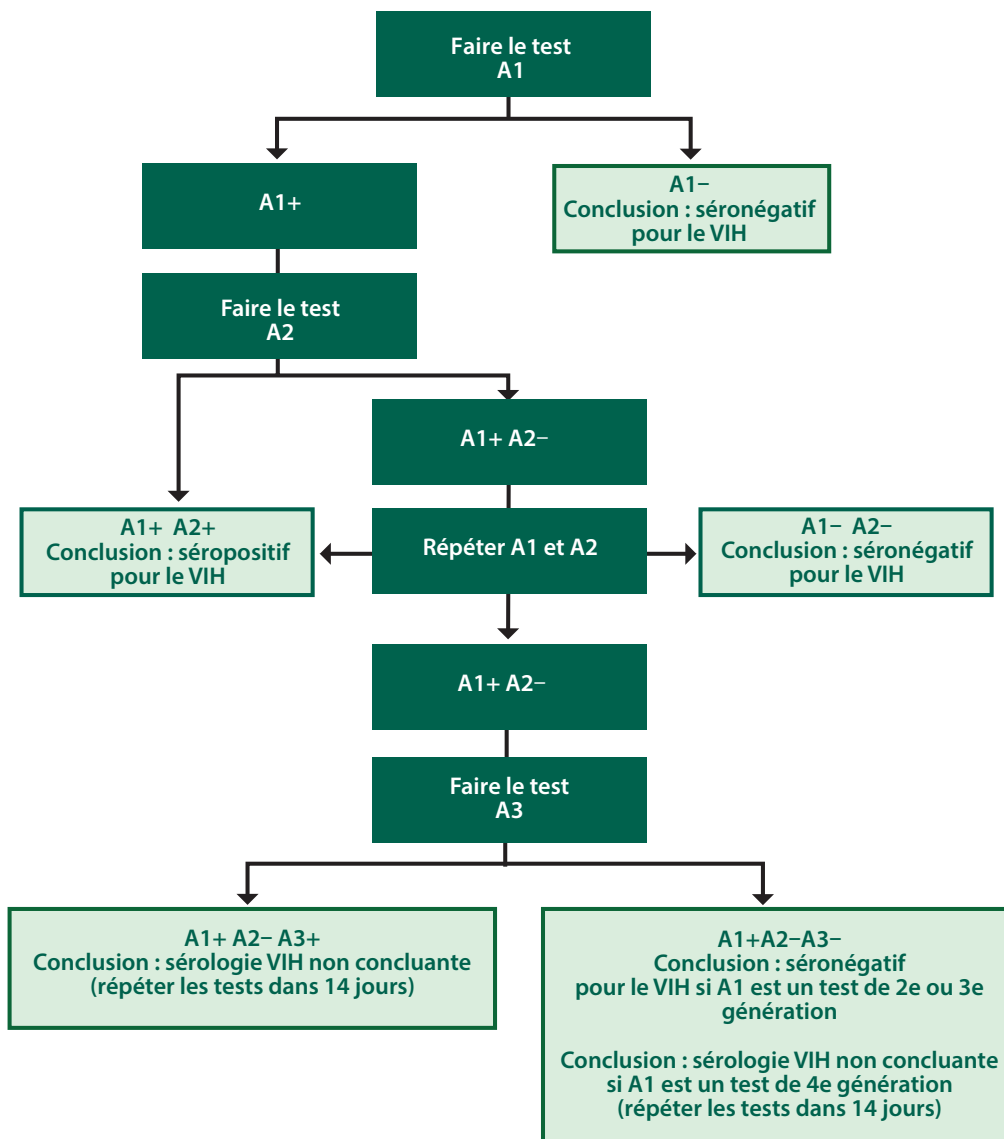 Faire le test
A1
A1+
A1−
Conclusion : séronégatif
pour le VIH
Faire le test
A2
A1+ A2−
A1+ A2+
Conclusion : séropositif
pour le VIH
Répéter A1 et A2
A1− A2−
Conclusion : séronégatif
pour le VIH
A1+ A2−
Faire le test
A3
A1+ A2− A3+
Conclusion : sérologie VIH non concluante
(répéter les tests dans 14 jours)
A1+A2−A3−
Conclusion : séronégatif
pour le VIH si A1 est un test de 2e ou 3e
génération
Conclusion : sérologie VIH non concluante
si A1 est un test de 4e génération
(répéter les tests dans 14 jours)